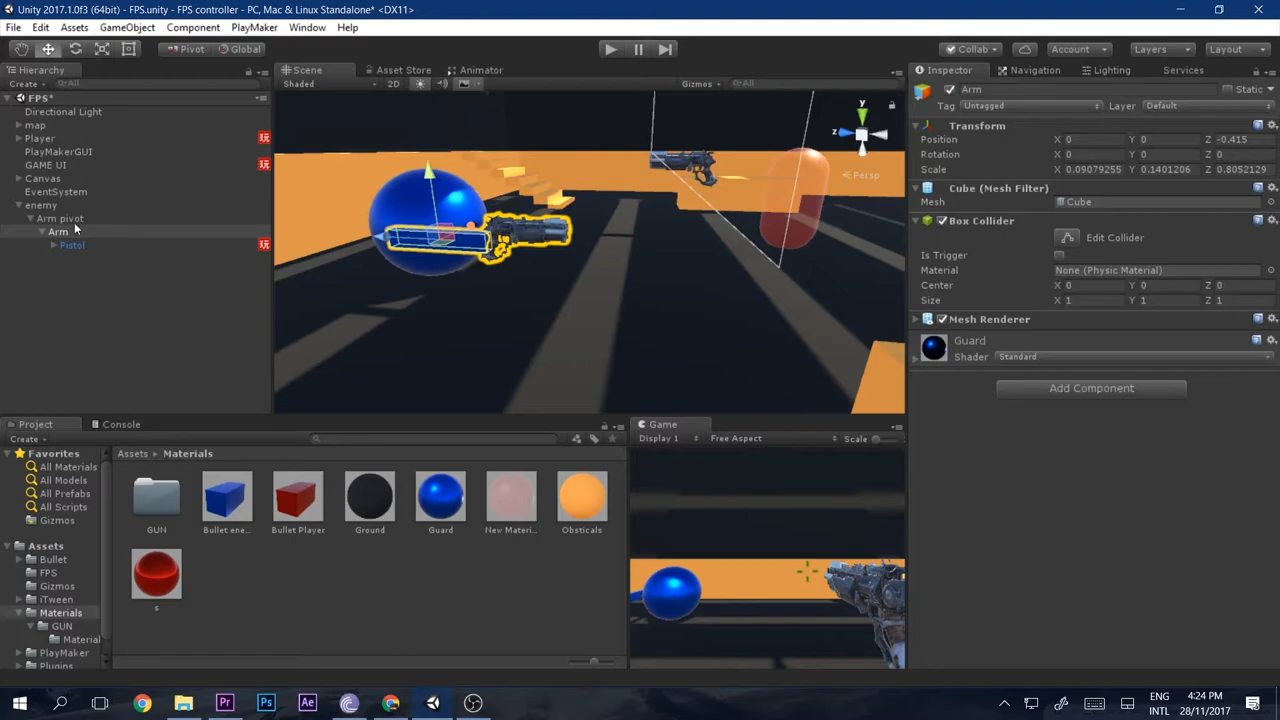 Unity 2017.1.0f3 (64bit) - FPS.unity - FPS controller - PC, Mac & Linux Standalone* <DX11>
File Edit Assets GameObject Component PlayMaker Window Help
Pivot Global Collab Account Layers Layout
Hierarchy Scene Asset Store Animator Inspector Navigation Lighting Services
Create All Shaded 2D Gizmos All Arm Static
FPS* Tag Untagged Layer Default
Directional Light
map Transform
Player Position X 0 Y 0 Z -0.415
PlayMakerGUI Rotation X 0 Y 0 Z 0
GAME UI Scale X 0.09079255 Y 0.1401206 Z 0.8052129
Canvas
EventSystem Cube (Mesh Filter)
enemy Mesh Cube
Arm pivot Box Collider
Arm Edit Collider
Pistol Is Trigger
y
z
Persp
Material None (Physic Material)
Center X 0 Y 0 Z 0
Size X 1 Y 1 Z 1
Mesh Renderer
Guard
Shader Standard
Add Component
Project Console Game
Create Display 1 Free Aspect Scale
Favorites Assets Materials
All Materials
All Models
All Prefabs
All Scripts
Gizmos
GUN Bullet ene... Bullet Player Ground Guard New Materi... Obsticals
Assets
Bullet
FPS
Gizmos
iTween
Materials s
GUN
Material
PlayMaker
Plugins
Pr Ps Ae
ENG 4:24 PM
INTL 28/11/2017